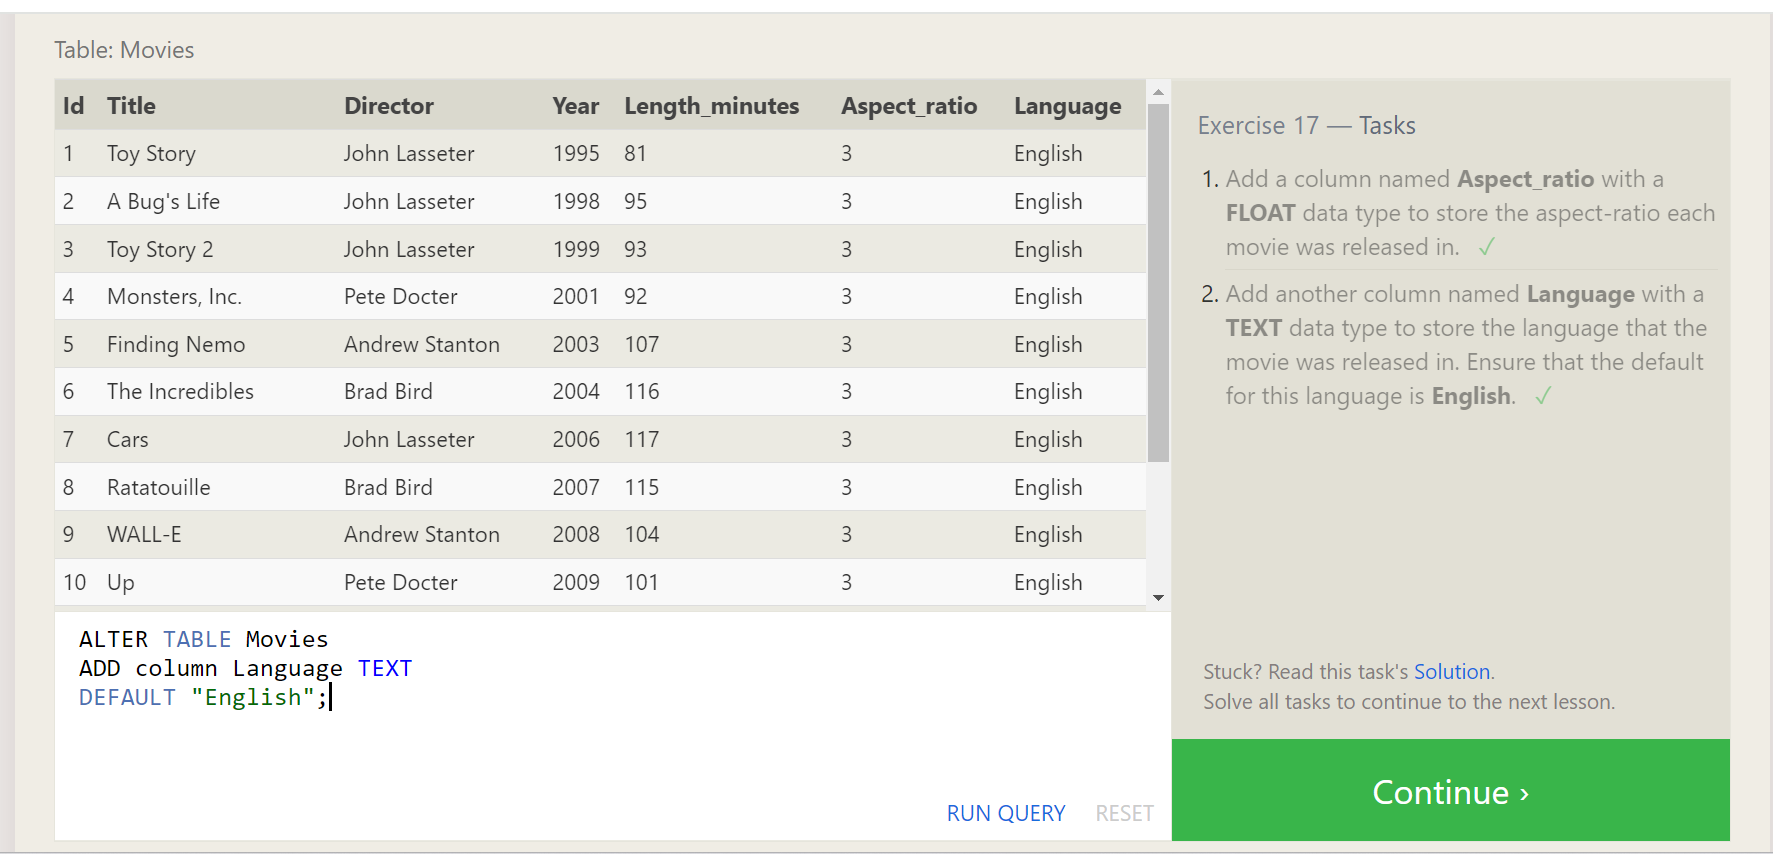 Table: Movies
Id Title Director Year Length_minutes Aspect_ratio Language
1 Toy Story John Lasseter 1995 81 3 English
2 A Bug's Life John Lasseter 1998 95 3 English
3 Toy Story 2 John Lasseter 1999 93 3 English
4 Monsters, Inc. Pete Docter 2001 92 3 English
5 Finding Nemo Andrew Stanton 2003 107 3 English
6 The Incredibles Brad Bird 2004 116 3 English
7 Cars John Lasseter 2006 117 3 English
8 Ratatouille Brad Bird 2007 115 3 English
9 WALL-E Andrew Stanton 2008 104 3 English
10 Up Pete Docter 2009 101 3 English
ALTER TABLE Movies
ADD column Language TEXT
DEFAULT "English";
RUN QUERY RESET
Exercise 17 — Tasks
1. Add a column named Aspect_ratio with a
FLOAT data type to store the aspect-ratio each
movie was released in. ✓
2. Add another column named Language with a
TEXT data type to store the language that the
movie was released in. Ensure that the default
for this language is English. ✓
Stuck? Read this task's Solution.
Solve all tasks to continue to the next lesson.
Continue ›